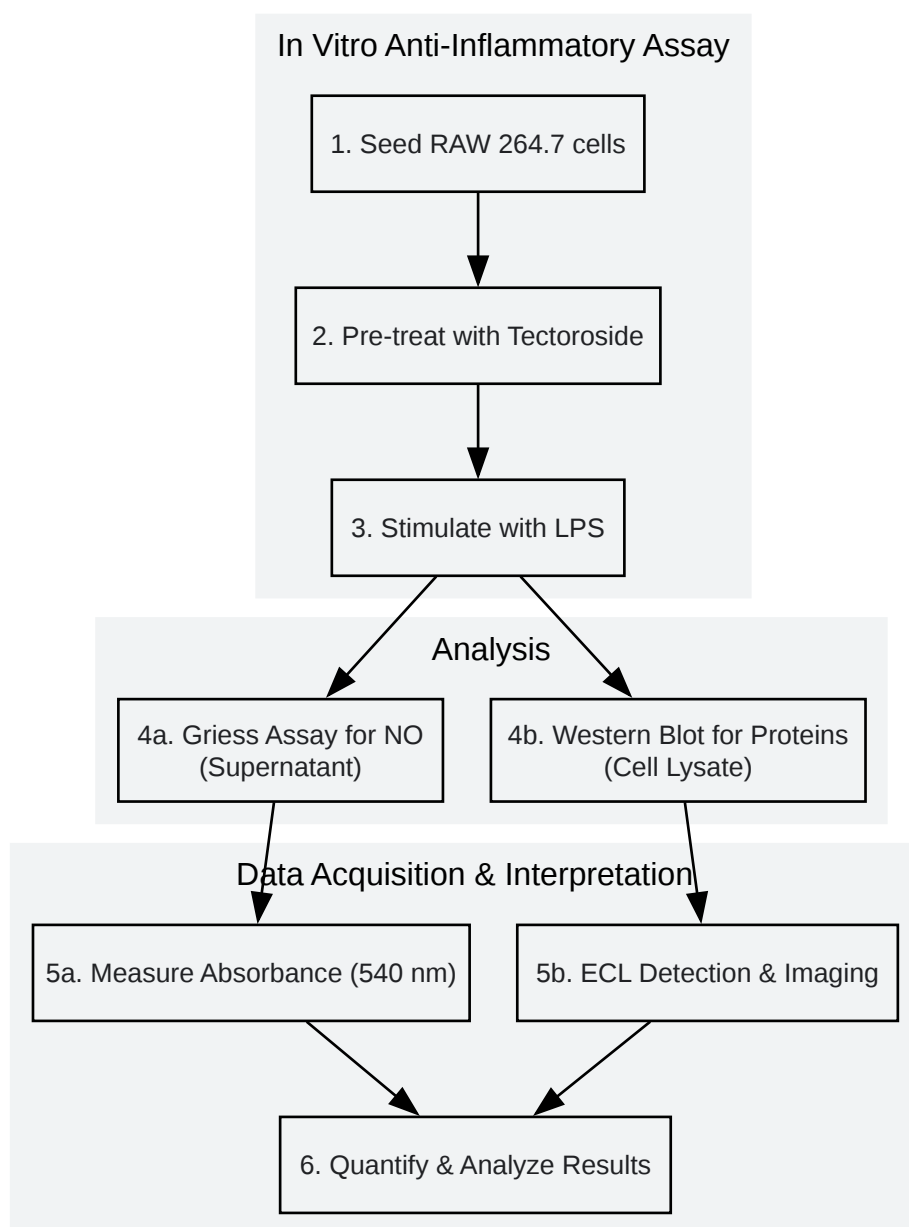 In Vitro Anti-Inflammatory Assay
1. Seed RAW 264.7 cells
2. Pre-treat with Tectoroside
3. Stimulate with LPS
Analysis
4a. Griess Assay for NO
(Supernatant)
4b. Western Blot for Proteins
(Cell Lysate)
Data Acquisition & Interpretation
5a. Measure Absorbance (540 nm)
5b. ECL Detection & Imaging
6. Quantify & Analyze Results